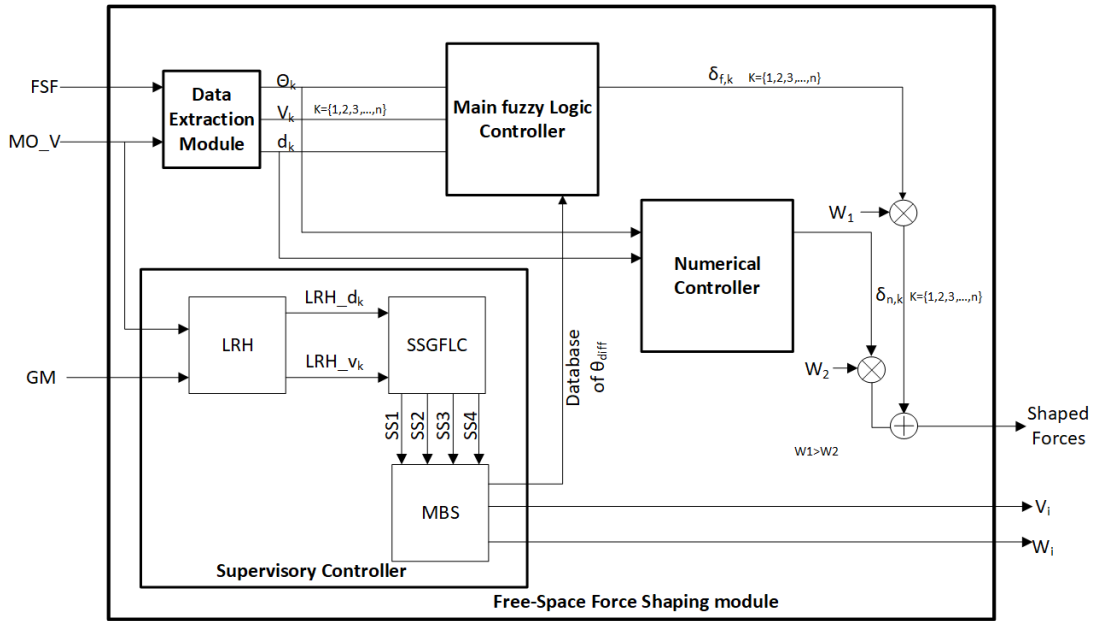 FSF
MO_V
GM
Data
Extraction
Module
Θk
Vk K={1,2,3,...,n}
dk
Main fuzzy Logic
Controller
δf,k K={1,2,3,...,n}
W1
Numerical
Controller
δn,k K={1,2,3,...,n}
W2
W1>W2
Shaped
Forces
LRH
LRH_dk
LRH_vk
SSGFLC
SS1
SS2
SS3
SS4
MBS
Database
of θdiff
Vi
Wi
Supervisory Controller
Free-Space Force Shaping module